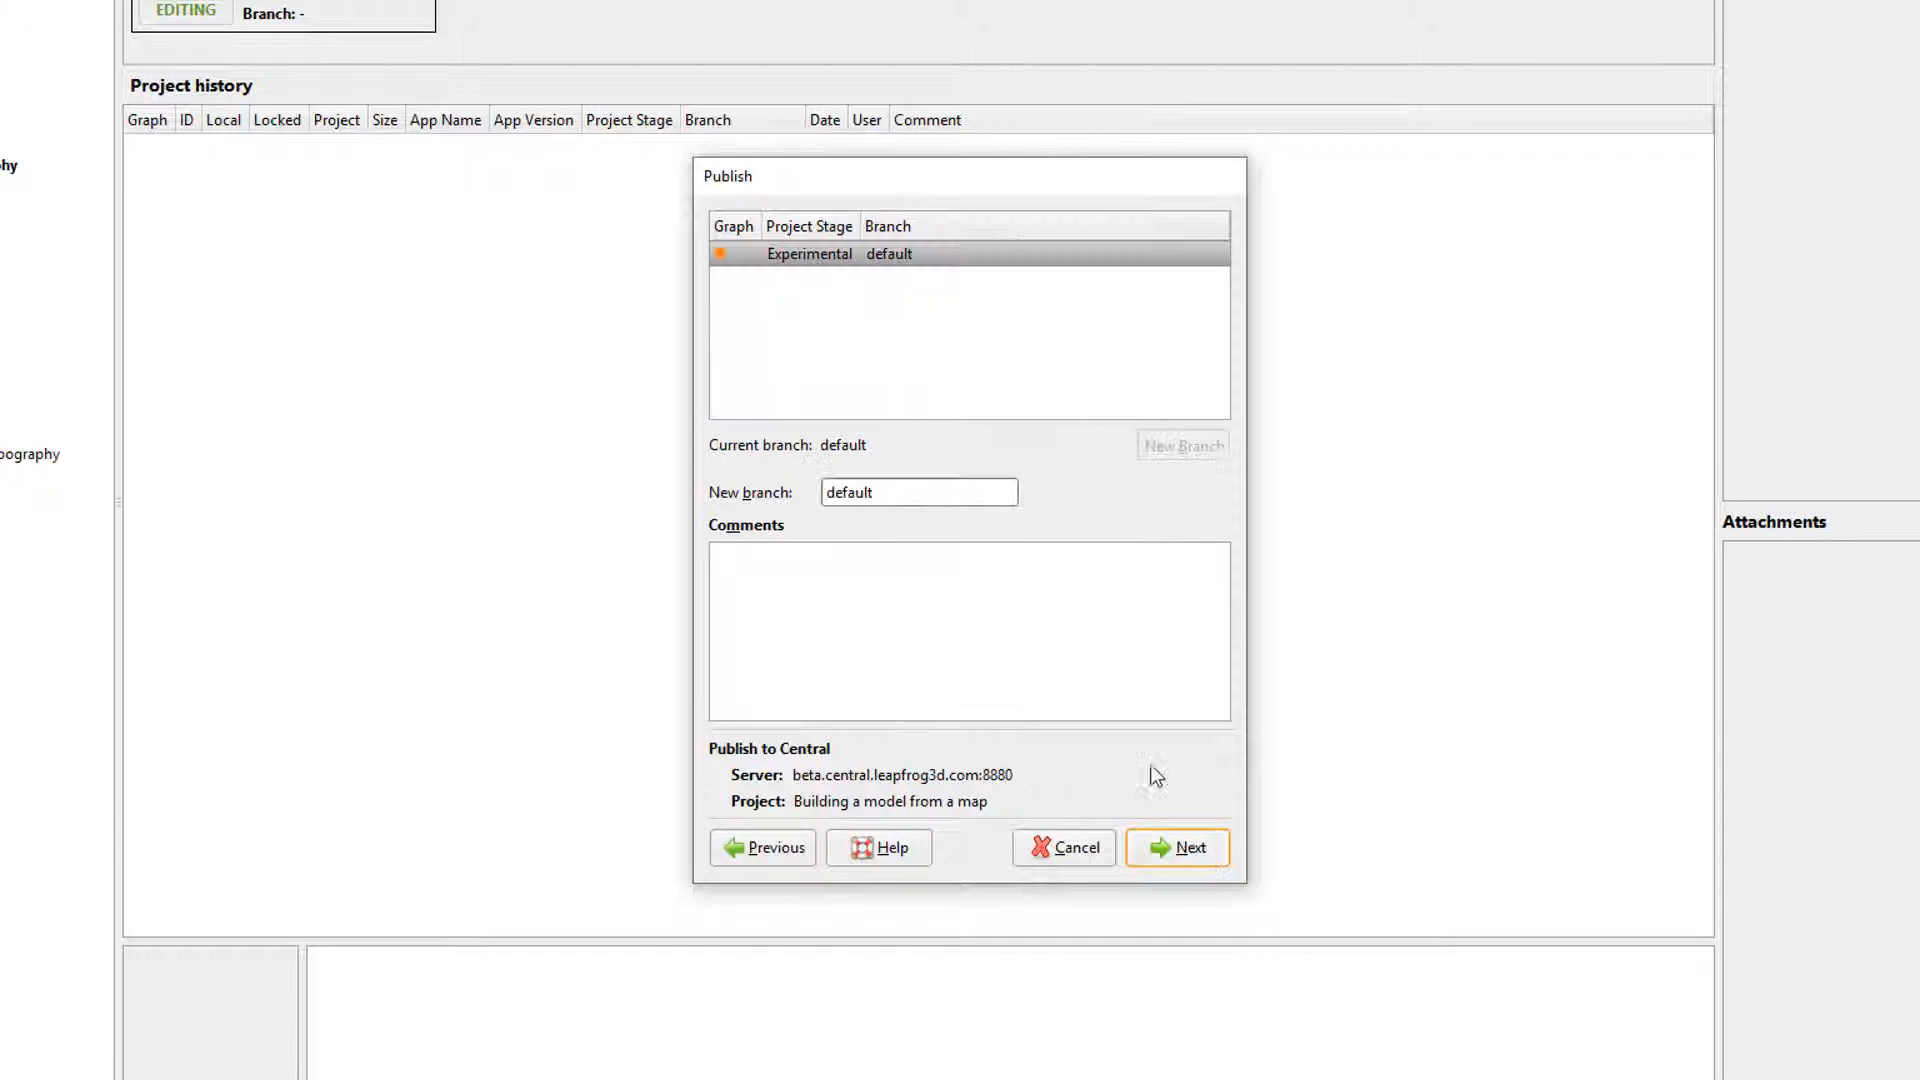 EDITING Branch: -
Project history
Graph ID Local Locked Project Size App Name App Version Project Stage Branch Date User Comment
hy
Publish
Graph Project Stage Branch
Experimental default
Current branch: default New Branch
pography
New branch: default
Comments
Attachments
Publish to Central
Server: beta.central.leapfrog3d.com:8880
Project: Building a model from a map
Previous Help Cancel Next